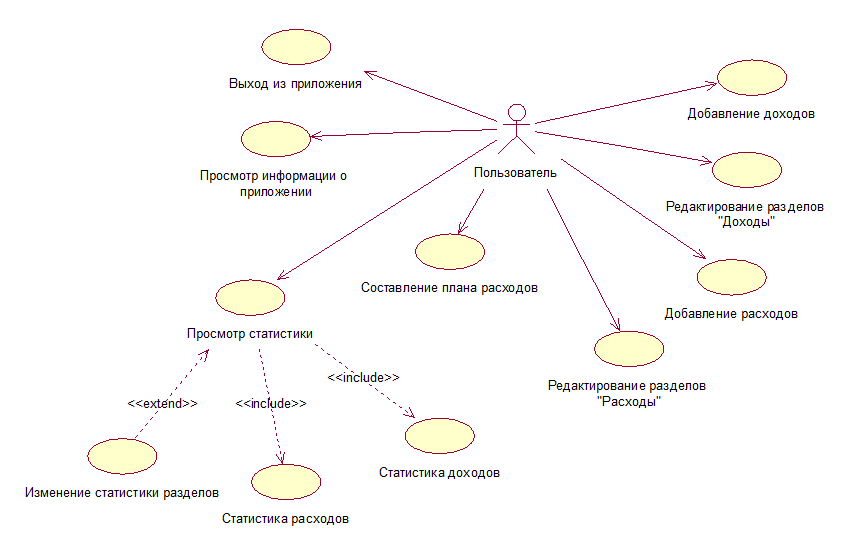 Выход из приложения
Добавление доходов
Просмотр информации о
приложении
Пользователь
Редактирование разделов
"Доходы"
Составление плана расходов
Добавление расходов
Просмотр статистики
Редактирование разделов
"Расходы"
<<include>>
<<extend>>
<<include>>
Статистика доходов
Изменение статистики разделов
Статистика расходов